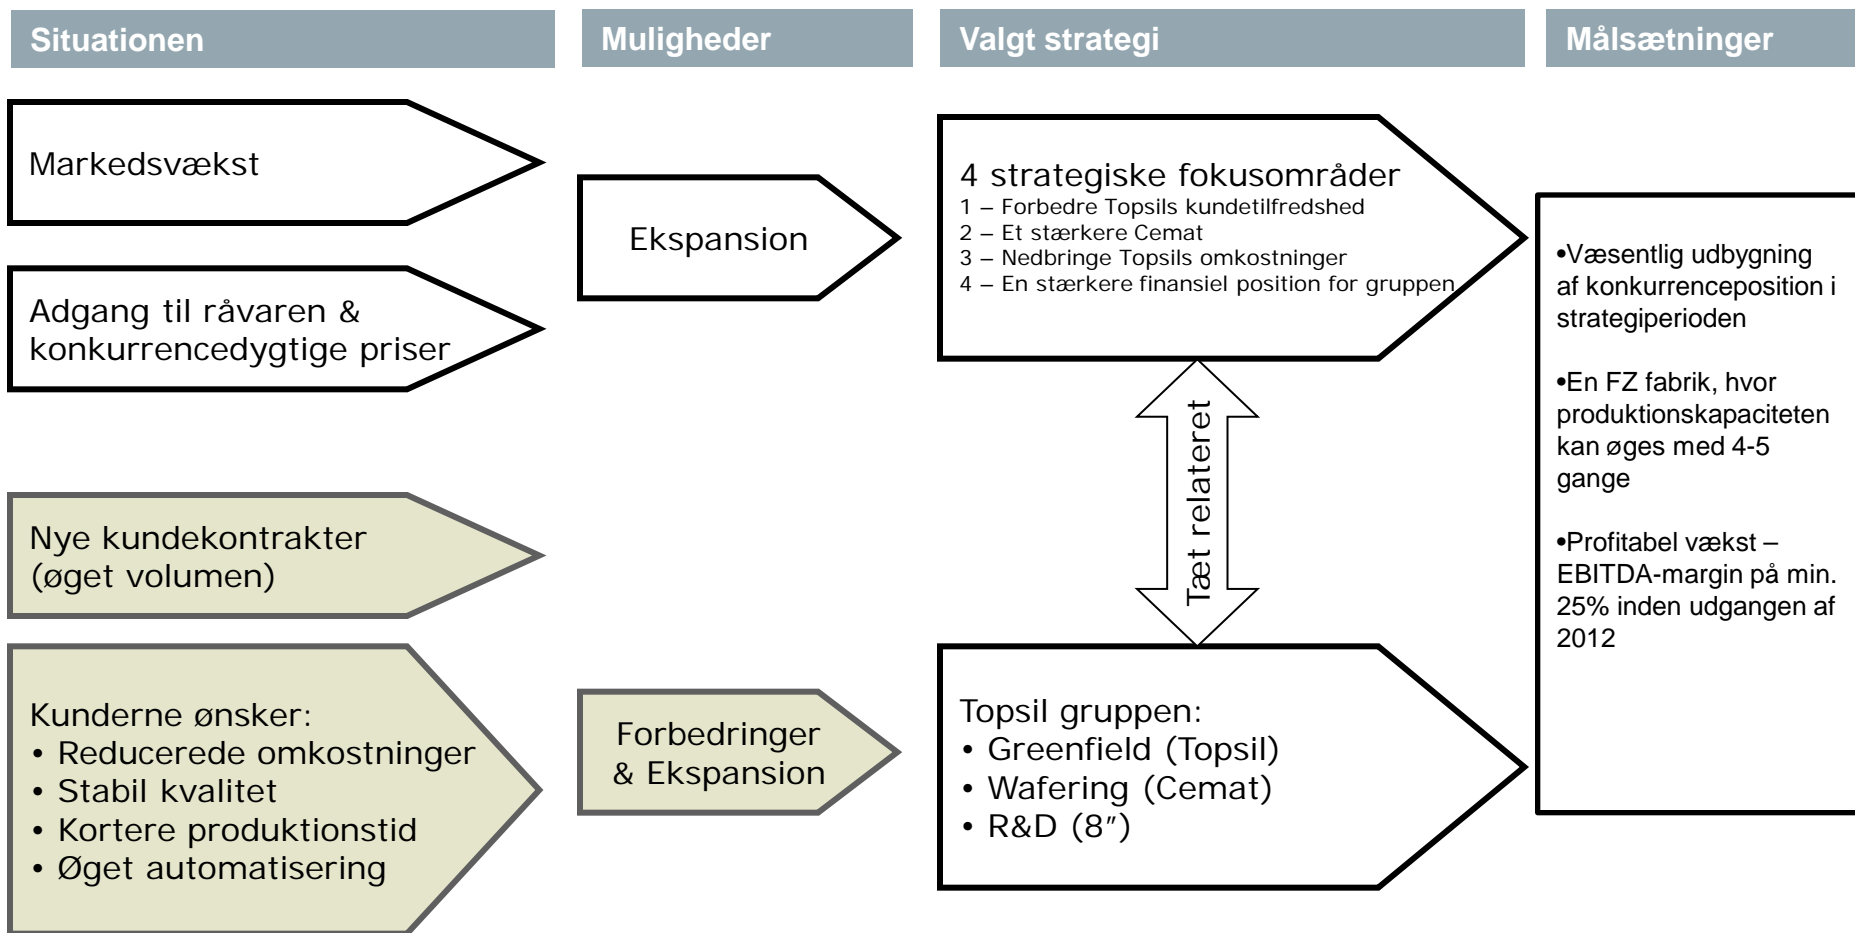 Situationen
Markedsvækst
Adgang til råvaren &
konkurrencedygtige priser
Nye kundekontrakter
(øget volumen)
Kunderne ønsker:
• Reducerede omkostninger
• Stabil kvalitet
• Kortere produktionstid
• Øget automatisering
Muligheder
Ekspansion
Forbedringer
& Ekspansion
Valgt strategi
4 strategiske fokusområder
1 – Forbedre Topsils kundetilfredshed
2 – Et stærkere Cemat
3 – Nedbringe Topsils omkostninger
4 – En stærkere finansiel position for gruppen
Tæt relateret
Topsil gruppen:
• Greenfield (Topsil)
• Wafering (Cemat)
• R&D (8”)
Målsætninger
•Væsentlig udbygning
af konkurrenceposition i
strategiperioden
•En FZ fabrik, hvor
produktionskapaciteten
kan øges med 4-5
gange
•Profitabel vækst –
EBITDA-margin på min.
25% inden udgangen af
2012